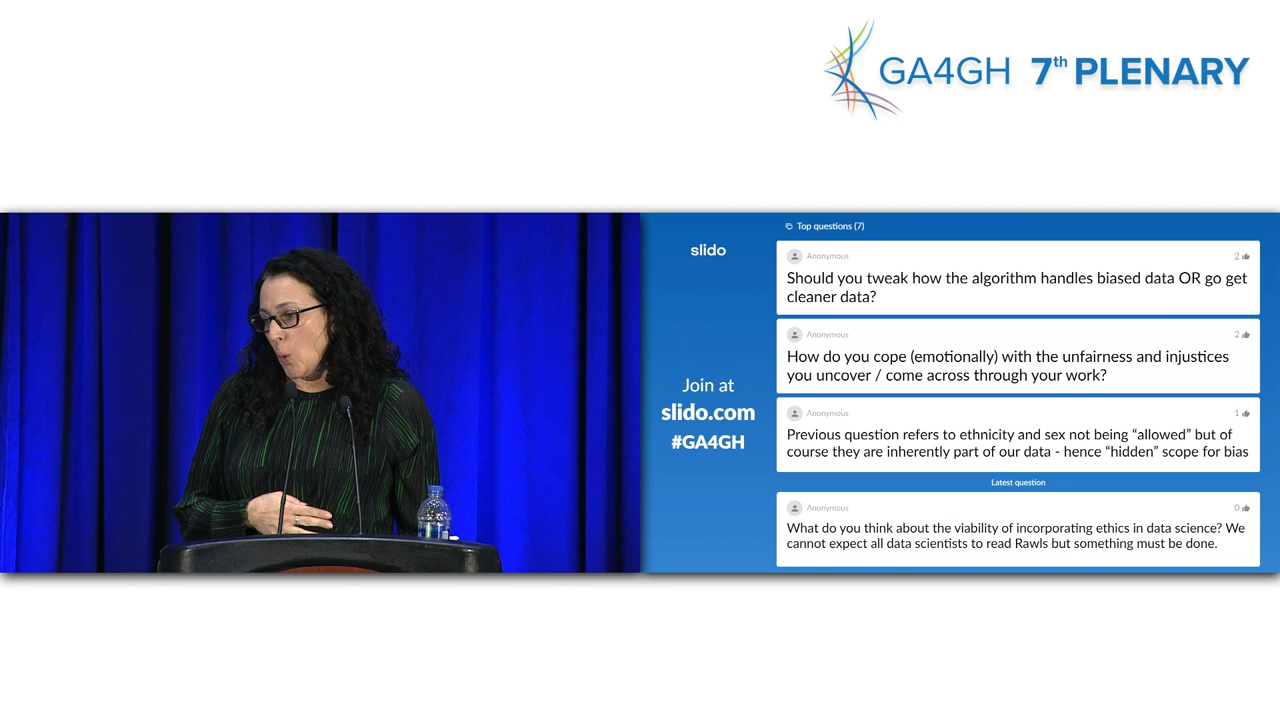 GA4GH 7th PLENARY
Top questions (7)
slido
Anonymous
2
Should you tweak how the algorithm handles biased data OR go get
cleaner data?
Anonymous
2
How do you cope (emotionally) with the unfairness and injustices
you uncover / come across through your work?
Join at
slido.com
#GA4GH
Anonymous
1
Previous question refers to ethnicity and sex not being “allowed” but of
course they are inherently part of our data - hence “hidden” scope for bias
Latest question
Anonymous
0
What do you think about the viability of incorporating ethics in data science? We
cannot expect all data scientists to read Rawls but something must be done.